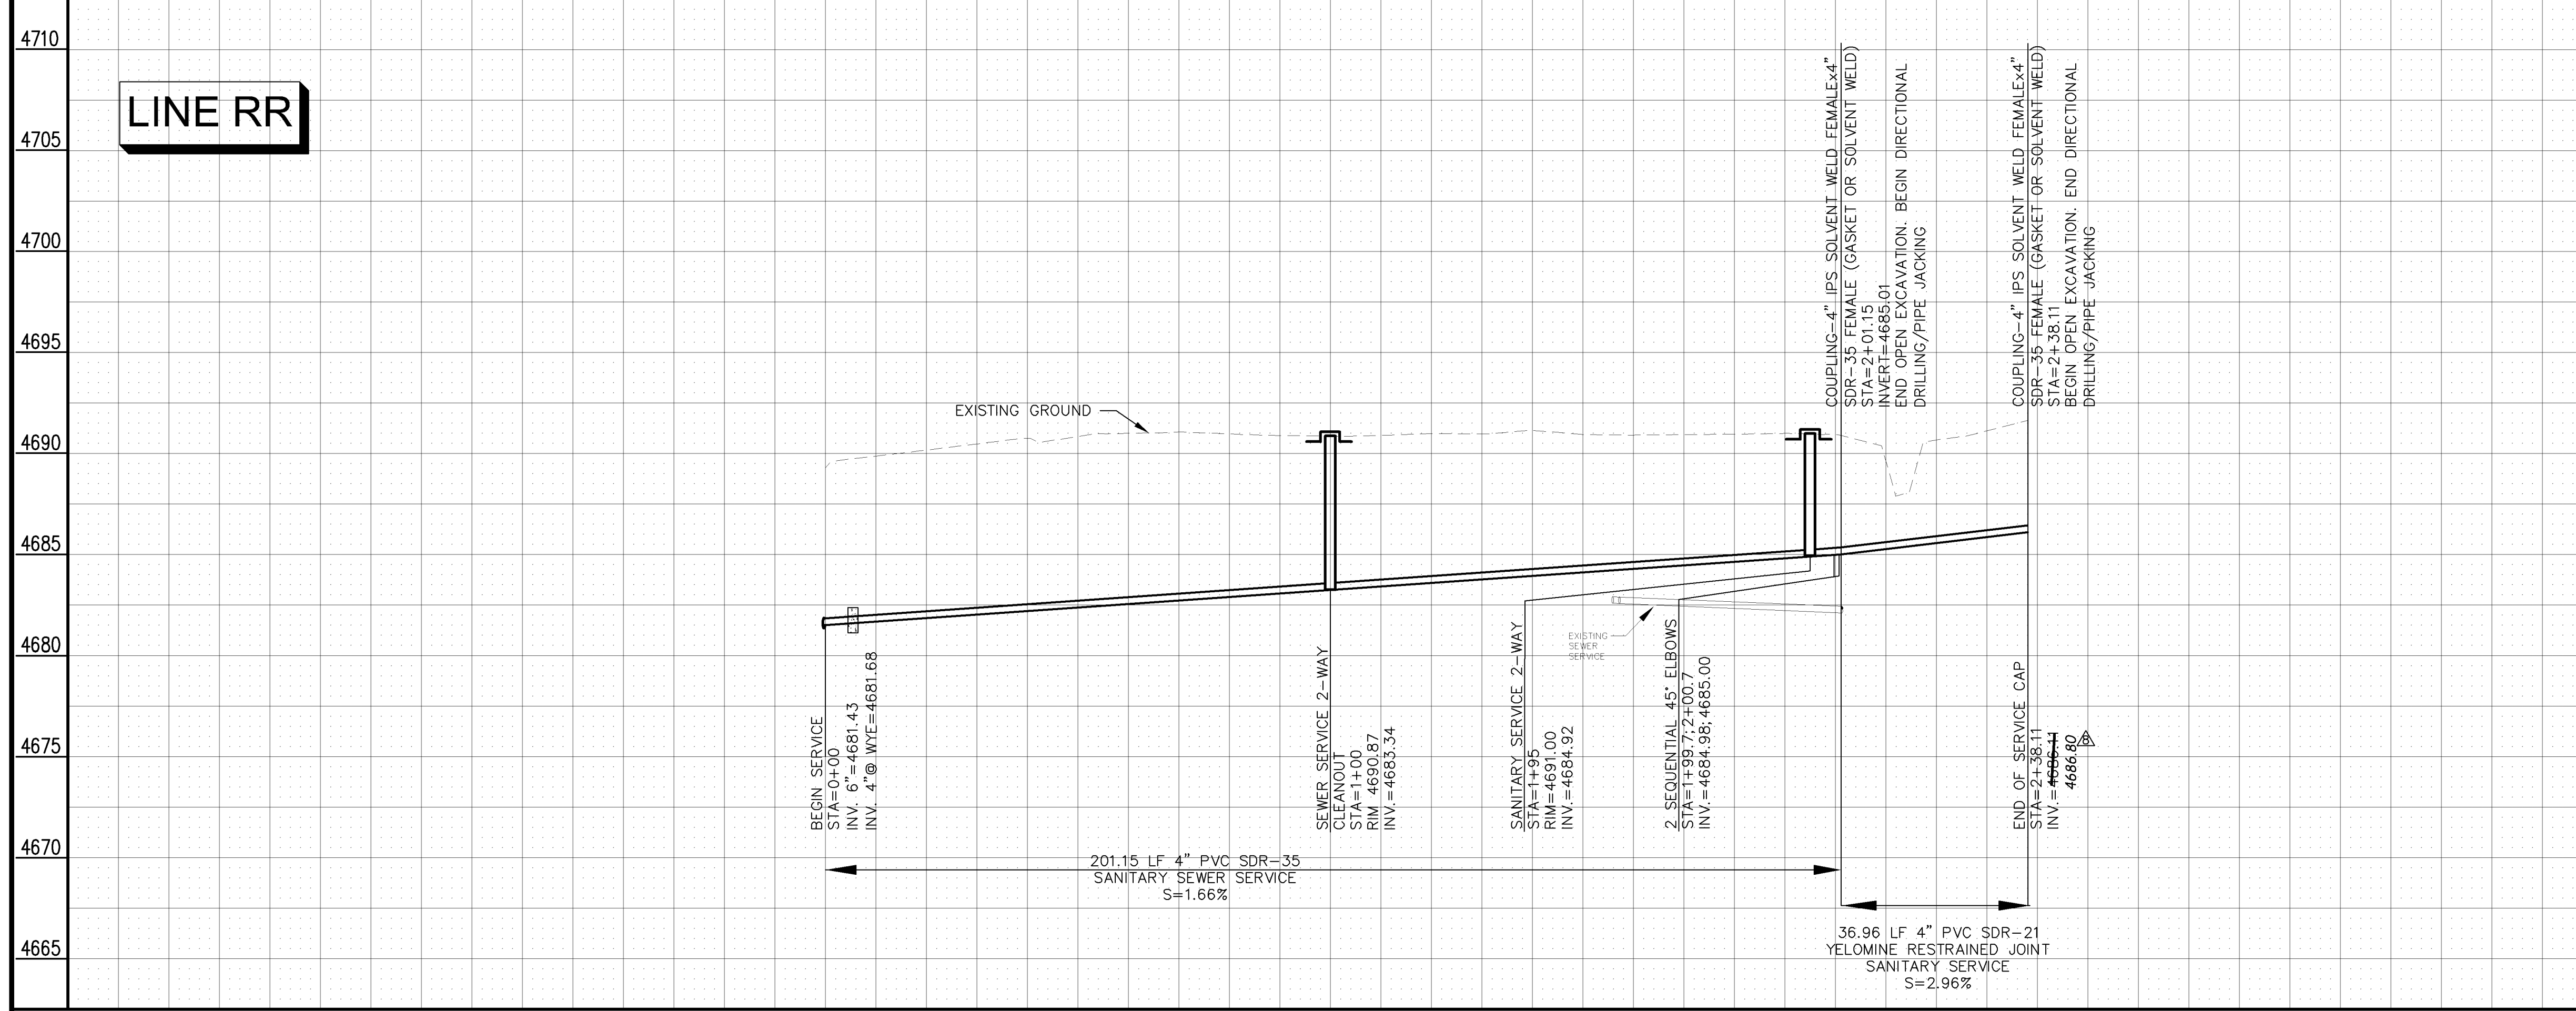 4710
4705
4700
4695
4690
4685
4680
4675
4670
4665
LINE RR
EXISTING GROUND
COUPLING-4" IPS SOLVENT WELD FEMALEx4"
SDR-35 FEMALE (GASKET OR SOLVENT WELD)
STA=2+01.15
INVERT=4685.01
END OPEN EXCAVATION. BEGIN DIRECTIONAL
DRILLING/PIPE JACKING
COUPLING-4" IPS SOLVENT WELD FEMALEx4"
SDR-35 FEMALE (GASKET OR SOLVENT WELD)
STA=2+38.11
BEGIN OPEN EXCAVATION. END DIRECTIONAL
DRILLING/PIPE JACKING
BEGIN SERVICE
STA=0+00
INV. 6"=4681.43
INV. 4"@ WYE=4681.68
SEWER SERVICE 2-WAY
CLEANOUT
STA=1+00
RIM 4690.87
INV.=4683.34
SANITARY SERVICE 2-WAY
STA=1+95
RIM=4691.00
INV.=4684.92
EXISTING
SEWER
SERVICE
2 SEQUENTIAL 45° ELBOWS
STA=1+99.7;2+00.7
INV.=4684.98;4685.00
END OF SERVICE CAP
STA=2+38.11
INV.=4686.11
4686.80
8
201.15 LF 4" PVC SDR-35
SANITARY SEWER SERVICE
S=1.66%
36.96 LF 4" PVC SDR-21
YELOMINE RESTRAINED JOINT
SANITARY SERVICE
S=2.96%